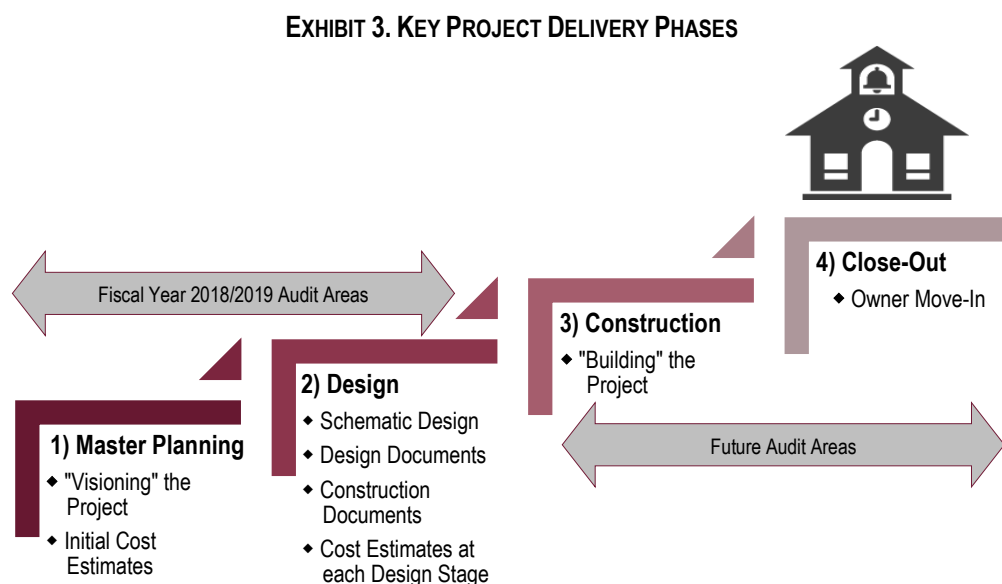 EXHIBIT 3. KEY PROJECT DELIVERY PHASES
Fiscal Year 2018/2019 Audit Areas
1) Master Planning
◆ "Visioning" the
Project
◆ Initial Cost
Estimates
2) Design
◆ Schematic Design
◆ Design Documents
◆ Construction
Documents
◆ Cost Estimates at
each Design Stage
3) Construction
◆ "Building" the
Project
4) Close-Out
◆ Owner Move-In
Future Audit Areas